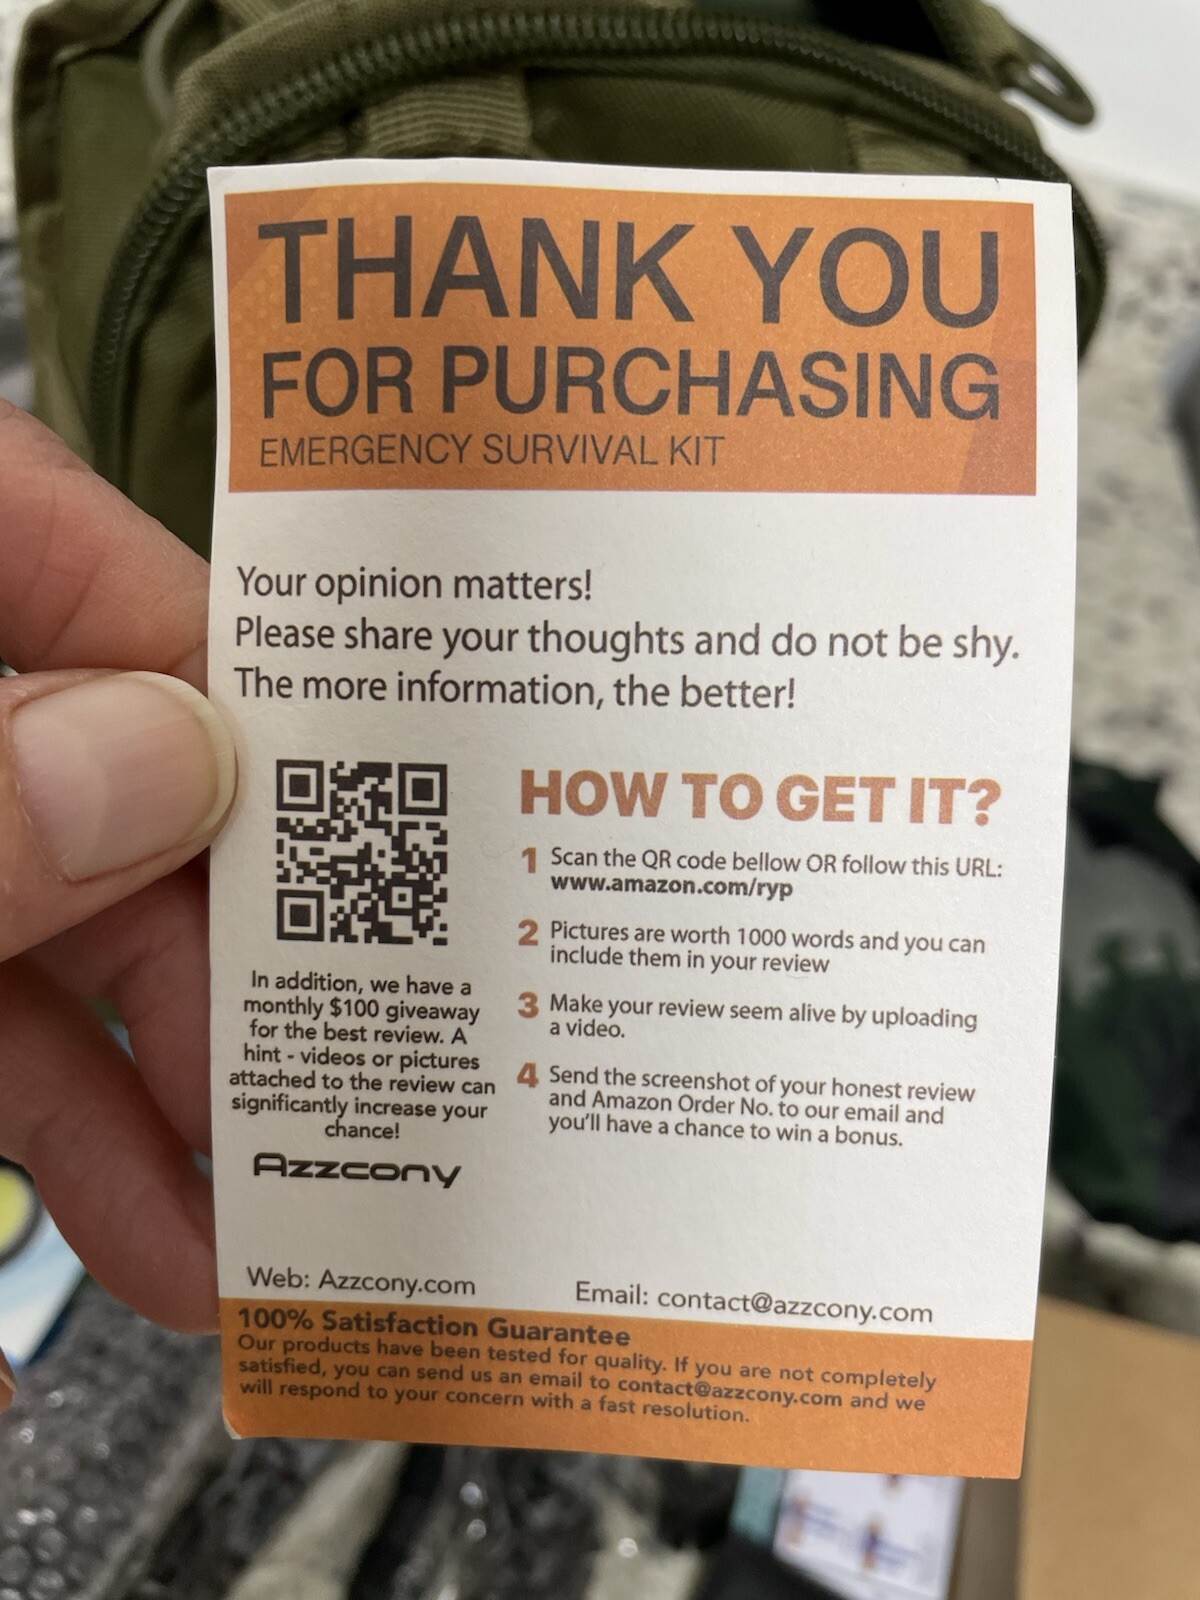 THANK YOU
FOR PURCHASING
EMERGENCY SURVIVAL KIT
Your opinion matters!
Please share your thoughts and do not be shy.
The more information, the better!
HOW TO GET IT?
1 Scan the QR code bellow OR follow this URL:
www.amazon.com/ryp
2 Pictures are worth 1000 words and you can
include them in your review
3 Make your review seem alive by uploading
a video.
4 Send the screenshot of your honest review
and Amazon Order No. to our email and
you'll have a chance to win a bonus.
In addition, we have a
monthly $100 giveaway
for the best review. A
hint - videos or pictures
attached to the review can
significantly increase your
chance!
Azzcony
Web: Azzcony.com
Email: contact@azzcony.com
100% Satisfaction Guarantee
Our products have been tested for quality. If you are not completely
satisfied, you can send us an email to contact@azzcony.com and we
will respond to your concern with a fast resolution.